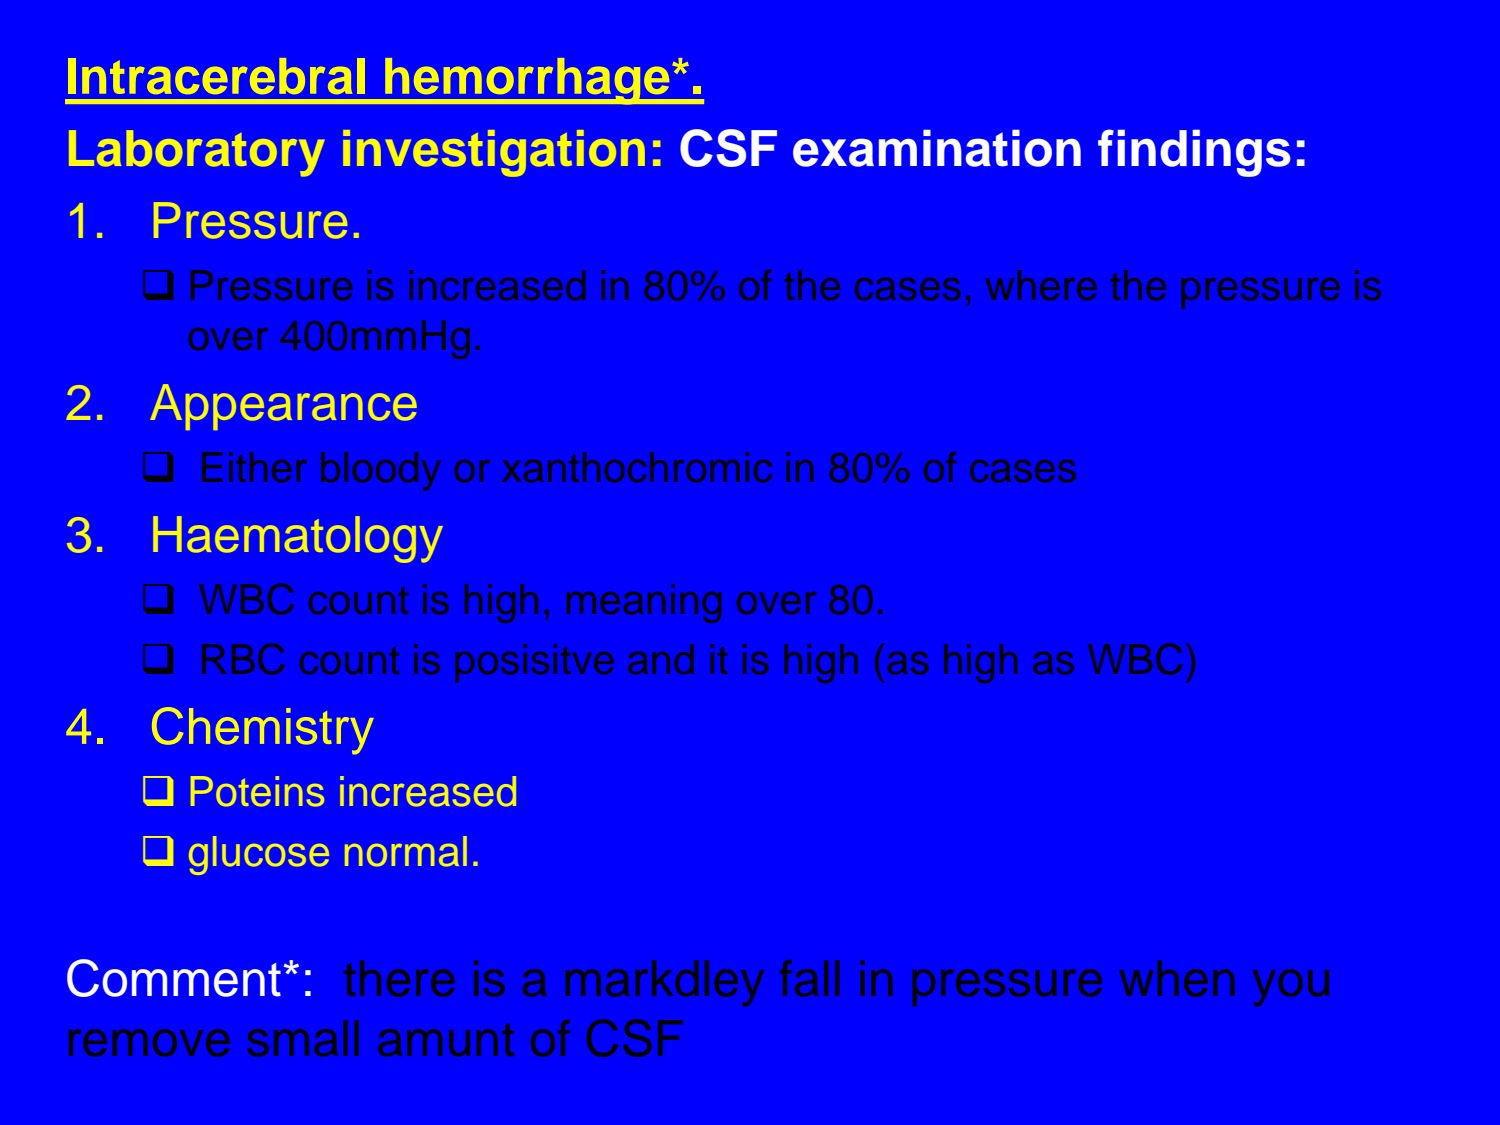 Intracerebral hemorrhage*.
Laboratory investigation: CSF examination findings:
1. Pressure.
❑ Pressure is increased in 80% of the cases, where the pressure is
over 400mmHg.
2. Appearance
❑ Either bloody or xanthochromic in 80% of cases
3. Haematology
❑ WBC count is high, meaning over 80.
❑ RBC count is posisitve and it is high (as high as WBC)
4. Chemistry
❑ Poteins increased
❑ glucose normal.
Comment*: there is a markdley fall in pressure when you
remove small amunt of CSF